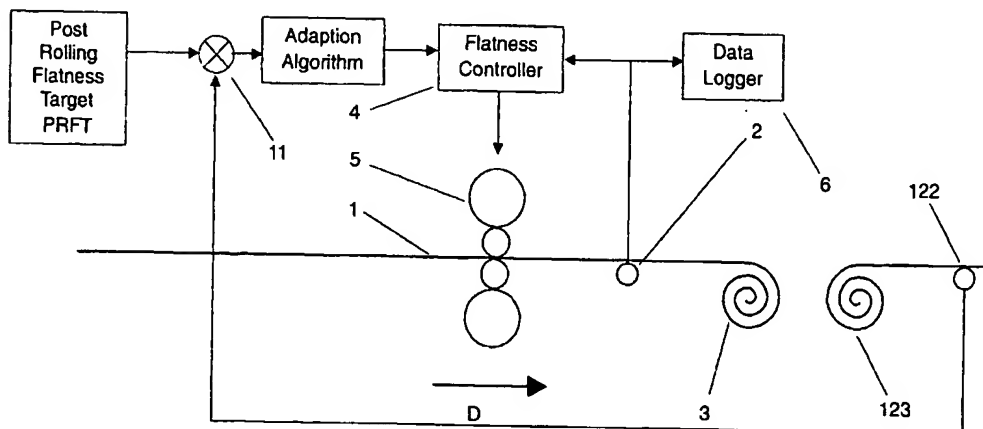 Post
Rolling
Flatness
Target
PRFT
Adaption
Algorithm
Flatness
Controller
Data
Logger
11
4
2
6
5
1
122
3
123
D